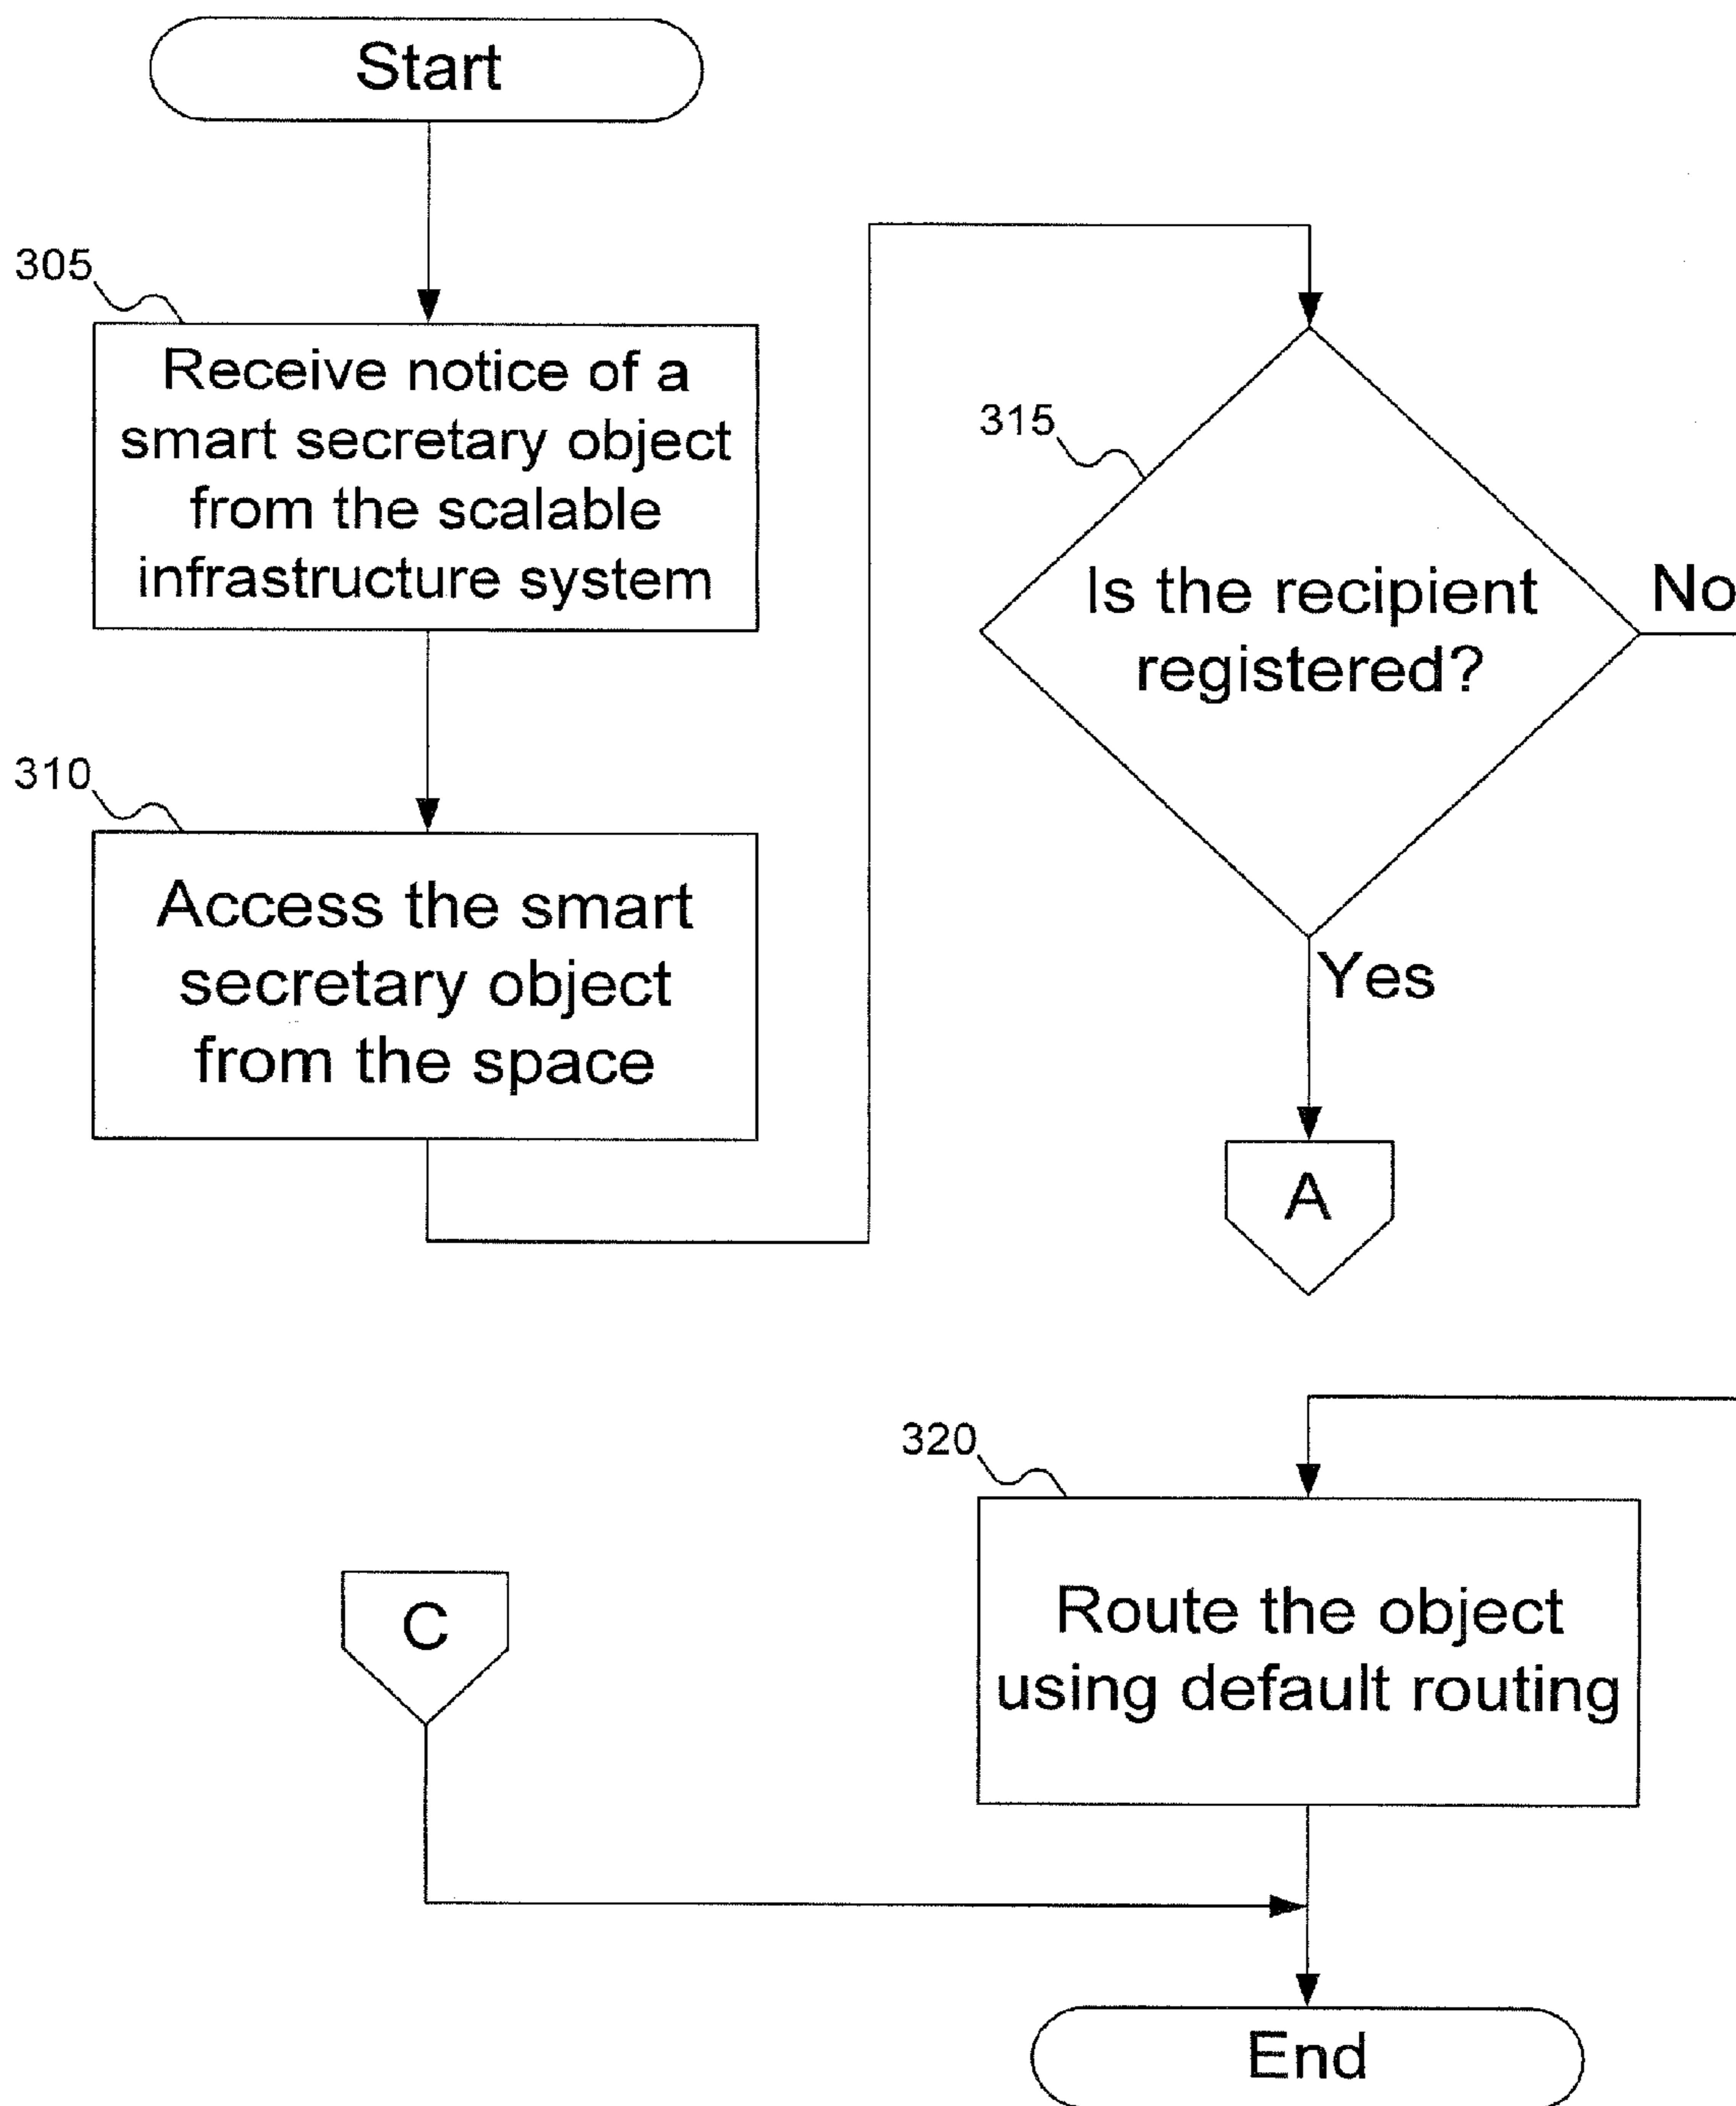 Start
305
Receive notice of a
smart secretary object
from the scalable
infrastructure system
310
Access the smart
secretary object
from the space
315
Is the recipient
registered?
No
Yes
A
320
Route the object
using default routing
C
End